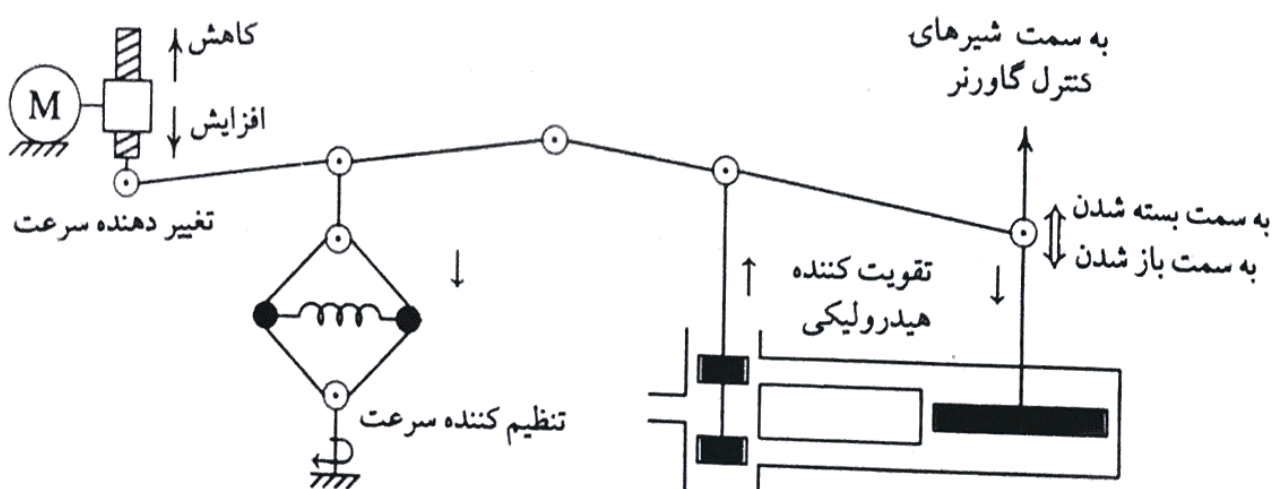 کاهش
M
افزایش
تغییر دهنده سرعت
تنظیم کننده سرعت
تقویت کننده
هیدرولیکی
به سمت شیرهای
کنترل گاورنر
به سمت بسته شدن
به سمت باز شدن